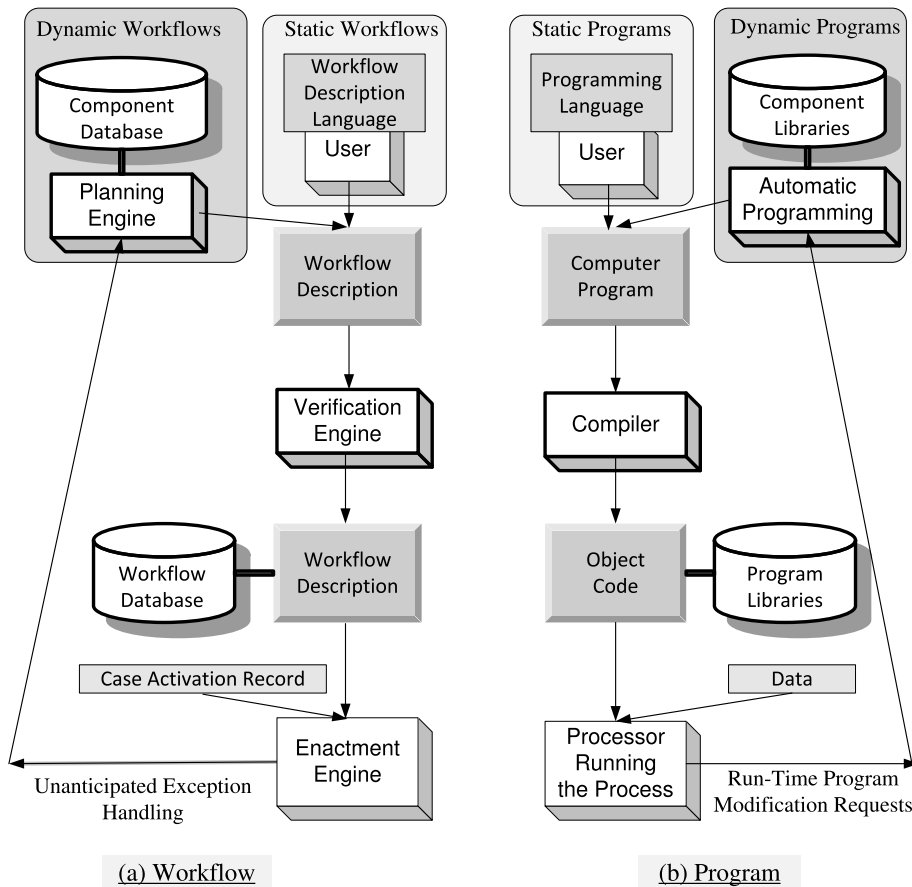 Dynamic Workflows
Component
Database
Planning
Engine
Static Workflows
Workflow
Description
Language
User
Workflow
Description
Verification
Engine
Workflow
Database
Workflow
Description
Case Activation Record
Enactment
Engine
Unanticipated Exception
Handling
(a) Workflow
Static Programs
Programming
Language
User
Dynamic Programs
Component
Libraries
Automatic
Programming
Computer
Program
Compiler
Object
Code
Program
Libraries
Data
Processor
Running
the Process
Run-Time Program
Modification Requests
(b) Program